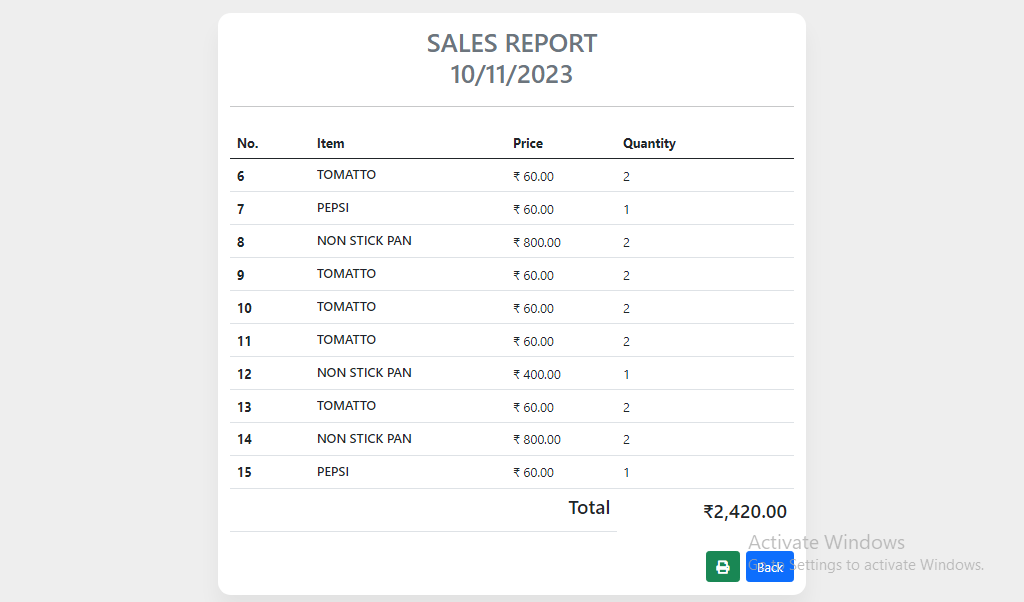 SALES REPORT
10/11/2023
No. Item Price Quantity
6 TOMATTO ₹ 60.00 2
7 PEPSI ₹ 60.00 1
8 NON STICK PAN ₹ 800.00 2
9 TOMATTO ₹ 60.00 2
10 TOMATTO ₹ 60.00 2
11 TOMATTO ₹ 60.00 2
12 NON STICK PAN ₹ 400.00 1
13 TOMATTO ₹ 60.00 2
14 NON STICK PAN ₹ 800.00 2
15 PEPSI ₹ 60.00 1
Total ₹2,420.00
Activate Windows
Go to Settings to activate Windows.
Back